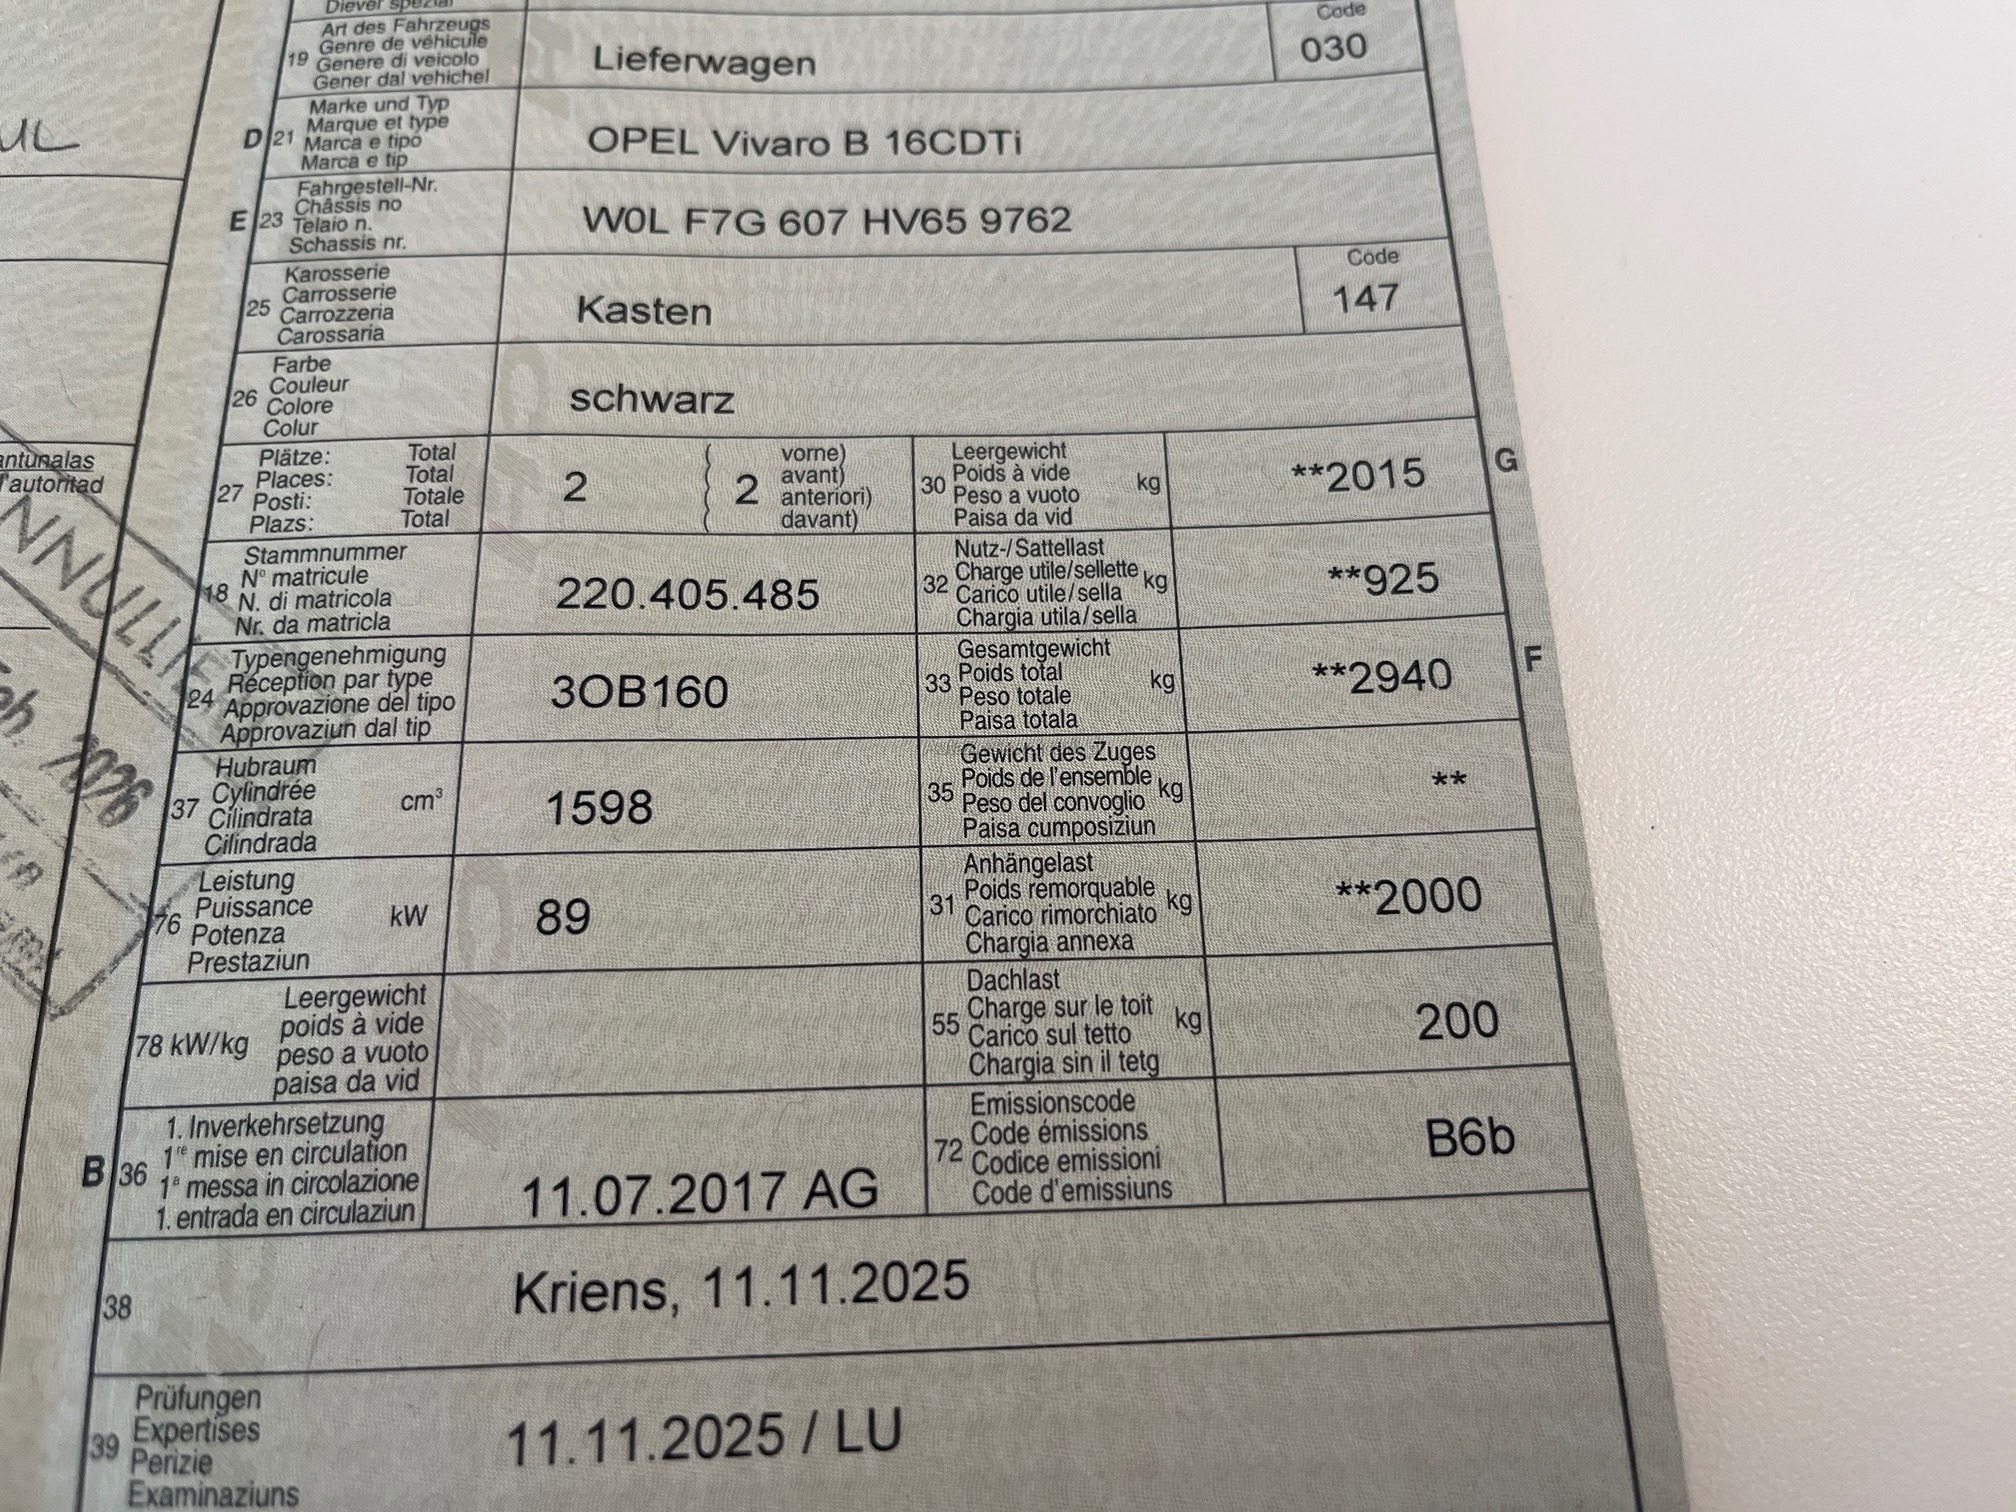 Diever spezial
19 Art des Fahrzeugs
Genre de véhicule
Genere di veicolo
Gener dal vehichel
Lieferwagen
Code
030
D 21 Marke und Typ
Marque et type
Marca e tipo
Marca e tip
OPEL Vivaro B 16CDTi
E 23 Fahrgestell-Nr.
Châssis no
Telaio n.
Schassis nr.
W0L F7G 607 HV65 9762
25 Karosserie
Carrosserie
Carrozzeria
Carossaria
Kasten
Code
147
26 Farbe
Couleur
Colore
Colur
schwarz
27 Plätze: Total
Places: Total
Posti: Totale
Plazs: Total
2
2
vorne)
avant)
anteriori)
davant)
30 Leergewicht
Poids à vide kg
Peso a vuoto
Paisa da vid
**2015
G
18 Stammnummer
N° matricule
N. di matricola
Nr. da matricla
220.405.485
32 Nutz-/Sattellast
Charge utile/sellette kg
Carico utile/sella
Chargia utila/sella
**925
24 Typengenehmigung
Réception par type
Approvazione del tipo
Approvaziun dal tip
3OB160
33 Gesamtgewicht
Poids total kg
Peso totale
Paisa totala
**2940
F
37 Hubraum
Cylindrée cm³
Cilindrata
Cilindrada
1598
35 Gewicht des Zuges
Poids de l'ensemble kg
Peso del convoglio
Paisa cumposiziun
**
76 Leistung
Puissance kW
Potenza
Prestaziun
89
31 Anhängelast
Poids remorquable kg
Carico rimorchiato
Chargia annexa
**2000
78 kW/kg
Leergewicht
poids à vide
peso a vuoto
paisa da vid
55 Dachlast
Charge sur le toit kg
Carico sul tetto
Chargia sin il tetg
200
B 36 1. Inverkehrsetzung
1re mise en circulation
1a messa in circolazione
1. entrada en circulaziun
11.07.2017 AG
72 Emissionscode
Code émissions
Codice emissioni
Code d'emissiuns
B6b
38
Kriens, 11.11.2025
39 Prüfungen
Expertises
Perizie
Examinaziuns
11.11.2025 / LU
antunalas
l'autoritad
NNULLIE
2026